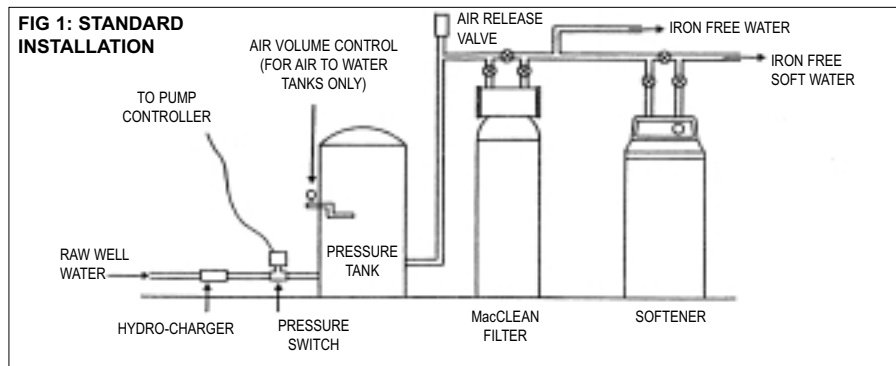 FIG 1: STANDARD
INSTALLATION
AIR RELEASE
VALVE
IRON FREE WATER
AIR VOLUME CONTROL
(FOR AIR TO WATER
TANKS ONLY)
IRON FREE
SOFT WATER
TO PUMP
CONTROLLER
RAW WELL
WATER
PRESSURE
TANK
HYDRO-CHARGER
PRESSURE
SWITCH
MacCLEAN
FILTER
SOFTENER